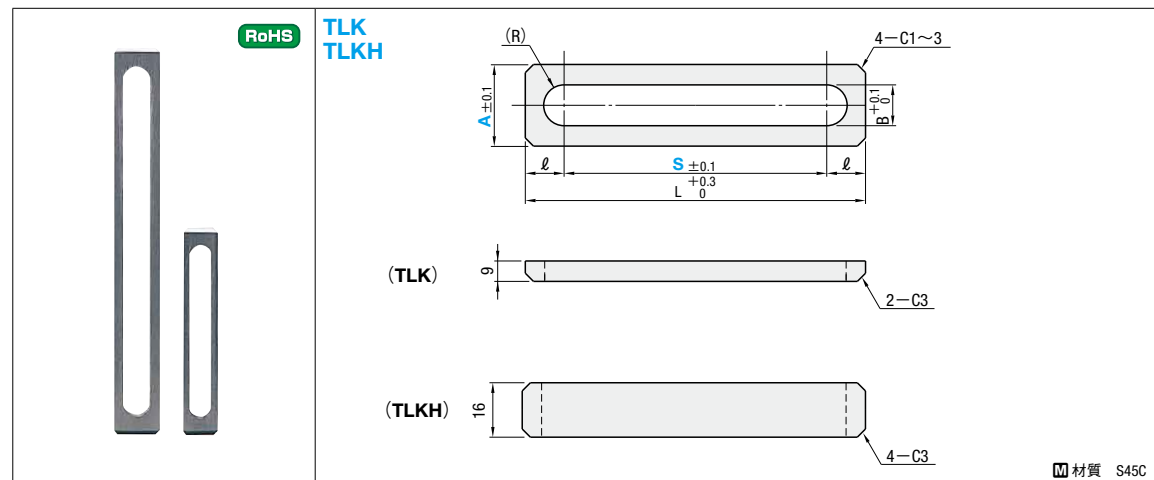 RoHS
TLK
TLKH
(R)
4－C1～3
A±0.1
B +0.1 0
ℓ
S ±0.1
ℓ
L +0.3 0
(TLK)
9
2－C3
(TLKH)
16
4－C3
M 材質 S45C